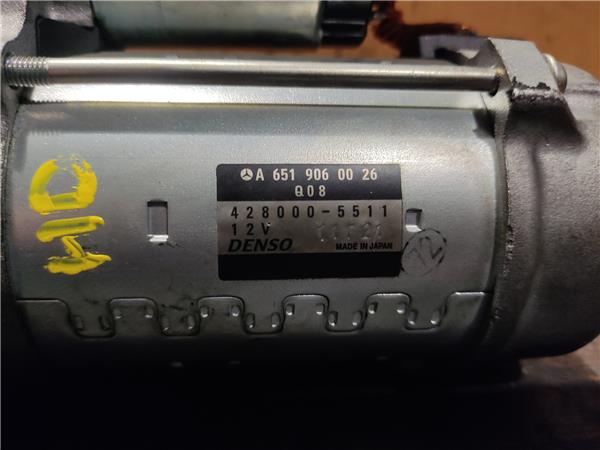 A 651 906 00 26
Q08
428000-5511
12V
DENSO MADE IN JAPAN